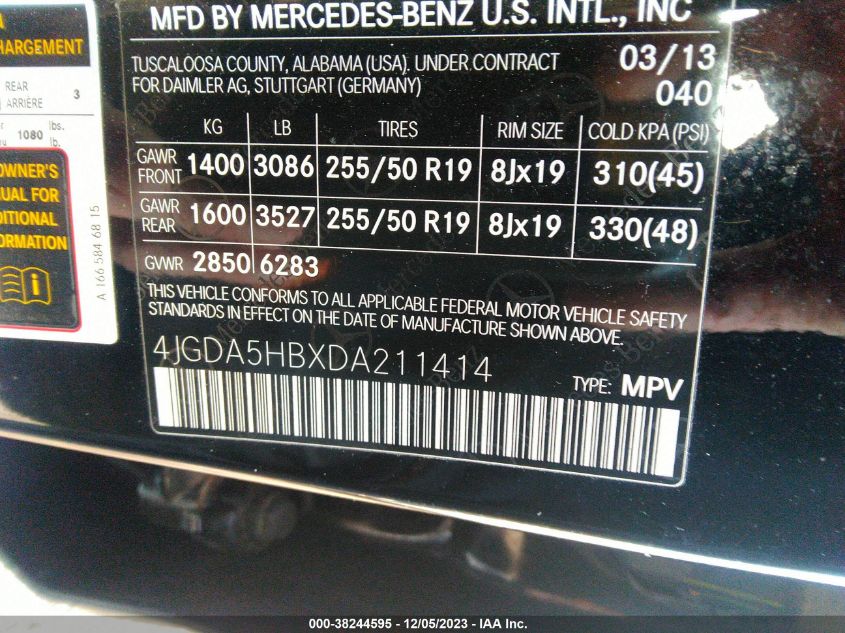 MFD BY MERCEDES-BENZ U.S. INTL., INC
TUSCALOOSA COUNTY, ALABAMA (USA). UNDER CONTRACT
FOR DAIMLER AG, STUTTGART (GERMANY)
03/13
040
KG LB TIRES RIM SIZE COLD KPA (PSI)
GAWR FRONT 1400 3086 255/50 R19 8Jx19 310(45)
GAWR REAR 1600 3527 255/50 R19 8Jx19 330(48)
GVWR 2850 6283
THIS VEHICLE CONFORMS TO ALL APPLICABLE FEDERAL MOTOR VEHICLE SAFETY
STANDARDS IN EFFECT ON THE DATE OF MANUFACTURE SHOWN ABOVE.
4JGDA5HBXDA211414
TYPE: MPV
HARGEMENT
REAR
ARRIÈRE 3
1080 lbs.
lb.
OWNER'S
UAL FOR
DITIONAL
FORMATION
A 166 584 68 15
000-38244595 - 12/05/2023 - IAA Inc.